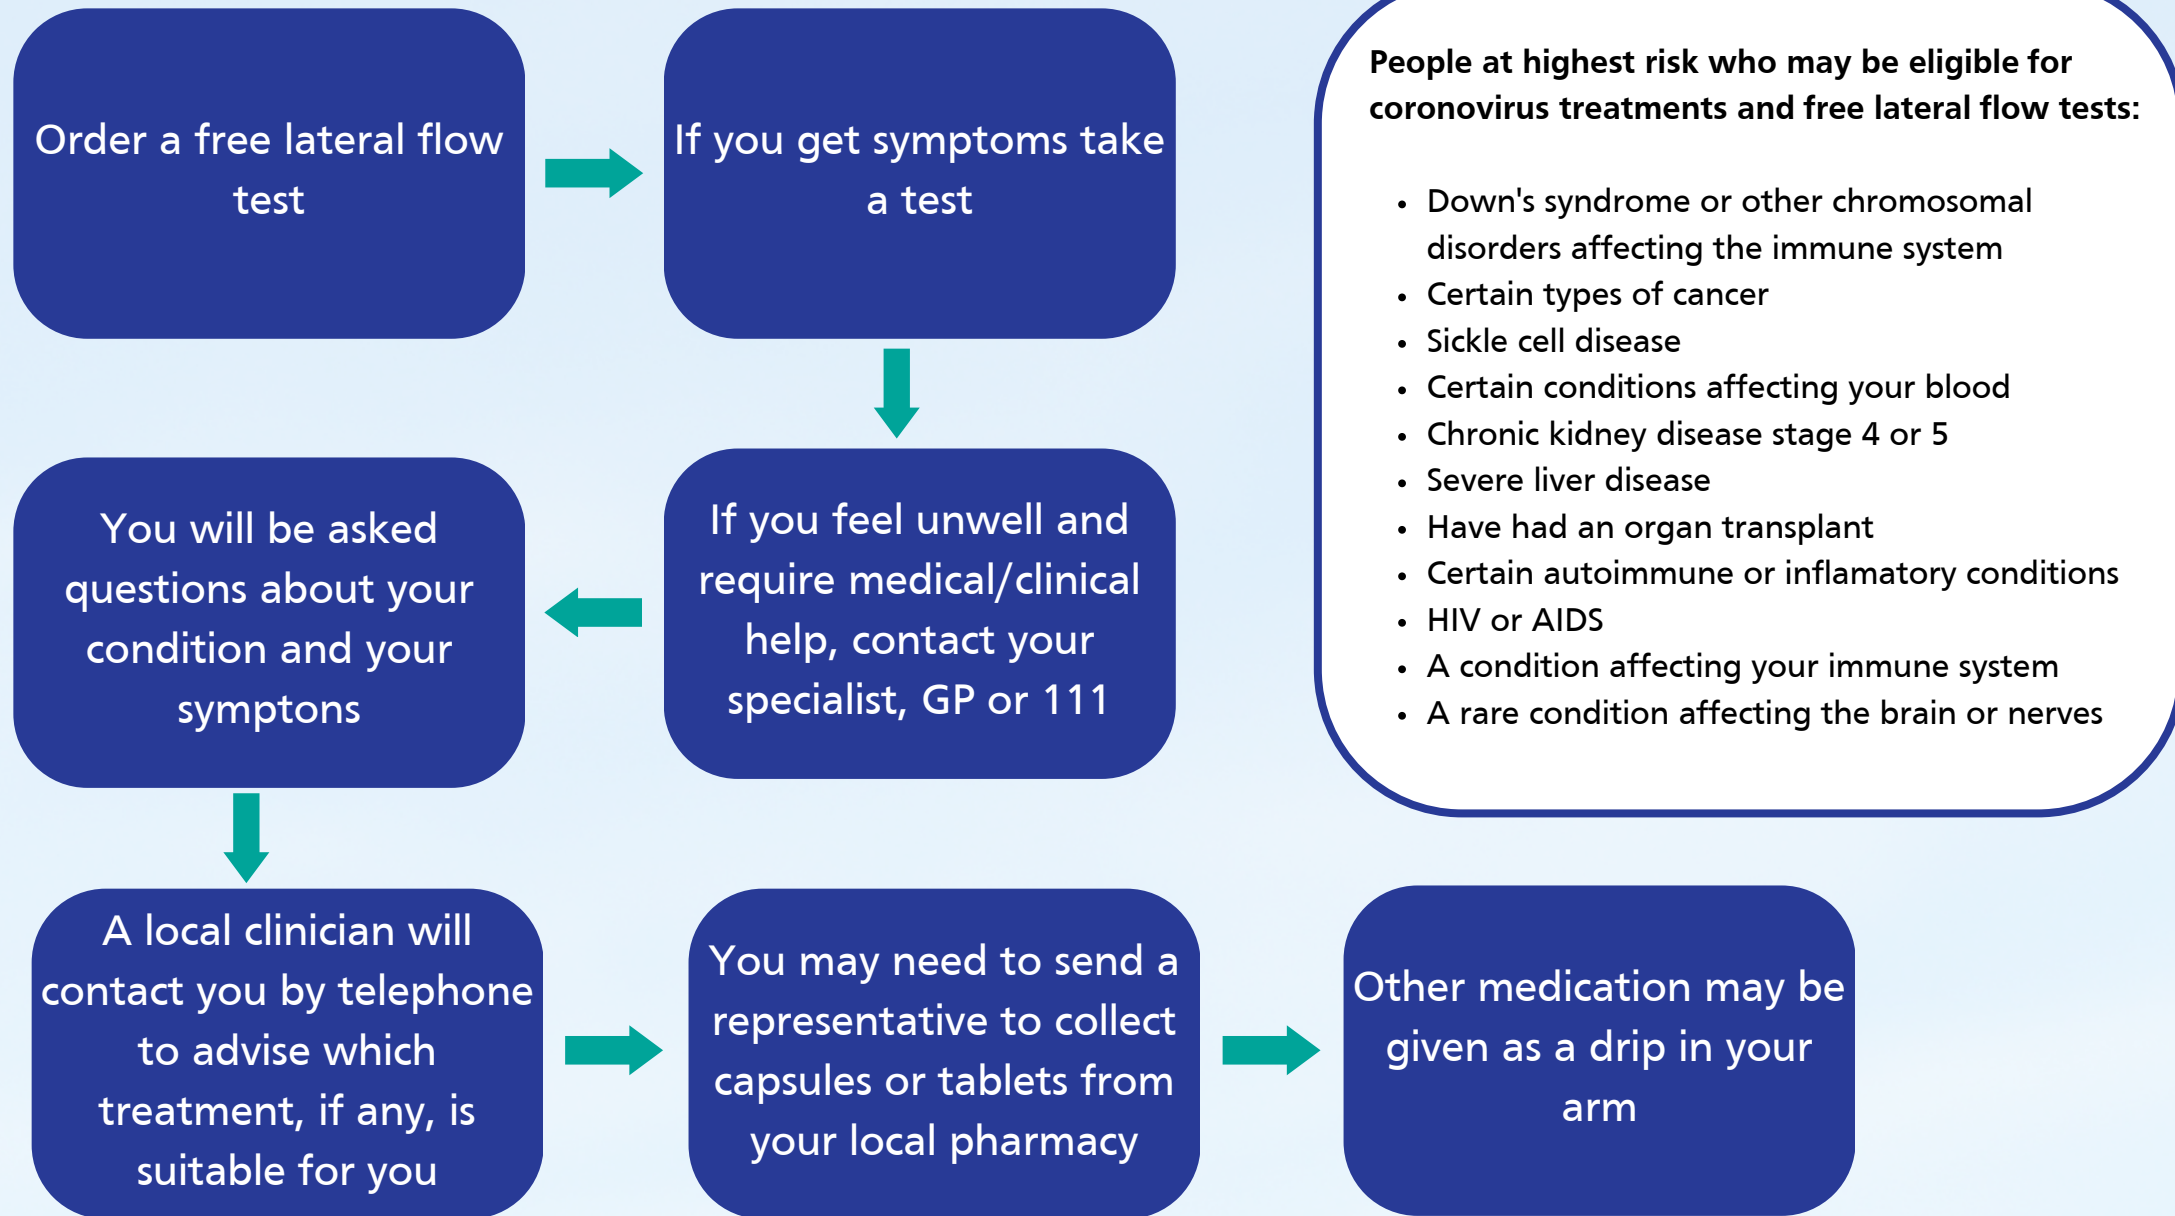 Order a free lateral flow
test
If you get symptoms take
a test
If you feel unwell and
require medical/clinical
help, contact your
specialist, GP or 111
You will be asked
questions about your
condition and your
symptons
A local clinician will
contact you by telephone
to advise which
treatment, if any, is
suitable for you
You may need to send a
representative to collect
capsules or tablets from
your local pharmacy
Other medication may be
given as a drip in your
arm
People at highest risk who may be eligible for
coronovirus treatments and free lateral flow tests:
• Down's syndrome or other chromosomal
disorders affecting the immune system
• Certain types of cancer
• Sickle cell disease
• Certain conditions affecting your blood
• Chronic kidney disease stage 4 or 5
• Severe liver disease
• Have had an organ transplant
• Certain autoimmune or inflamatory conditions
• HIV or AIDS
• A condition affecting your immune system
• A rare condition affecting the brain or nerves